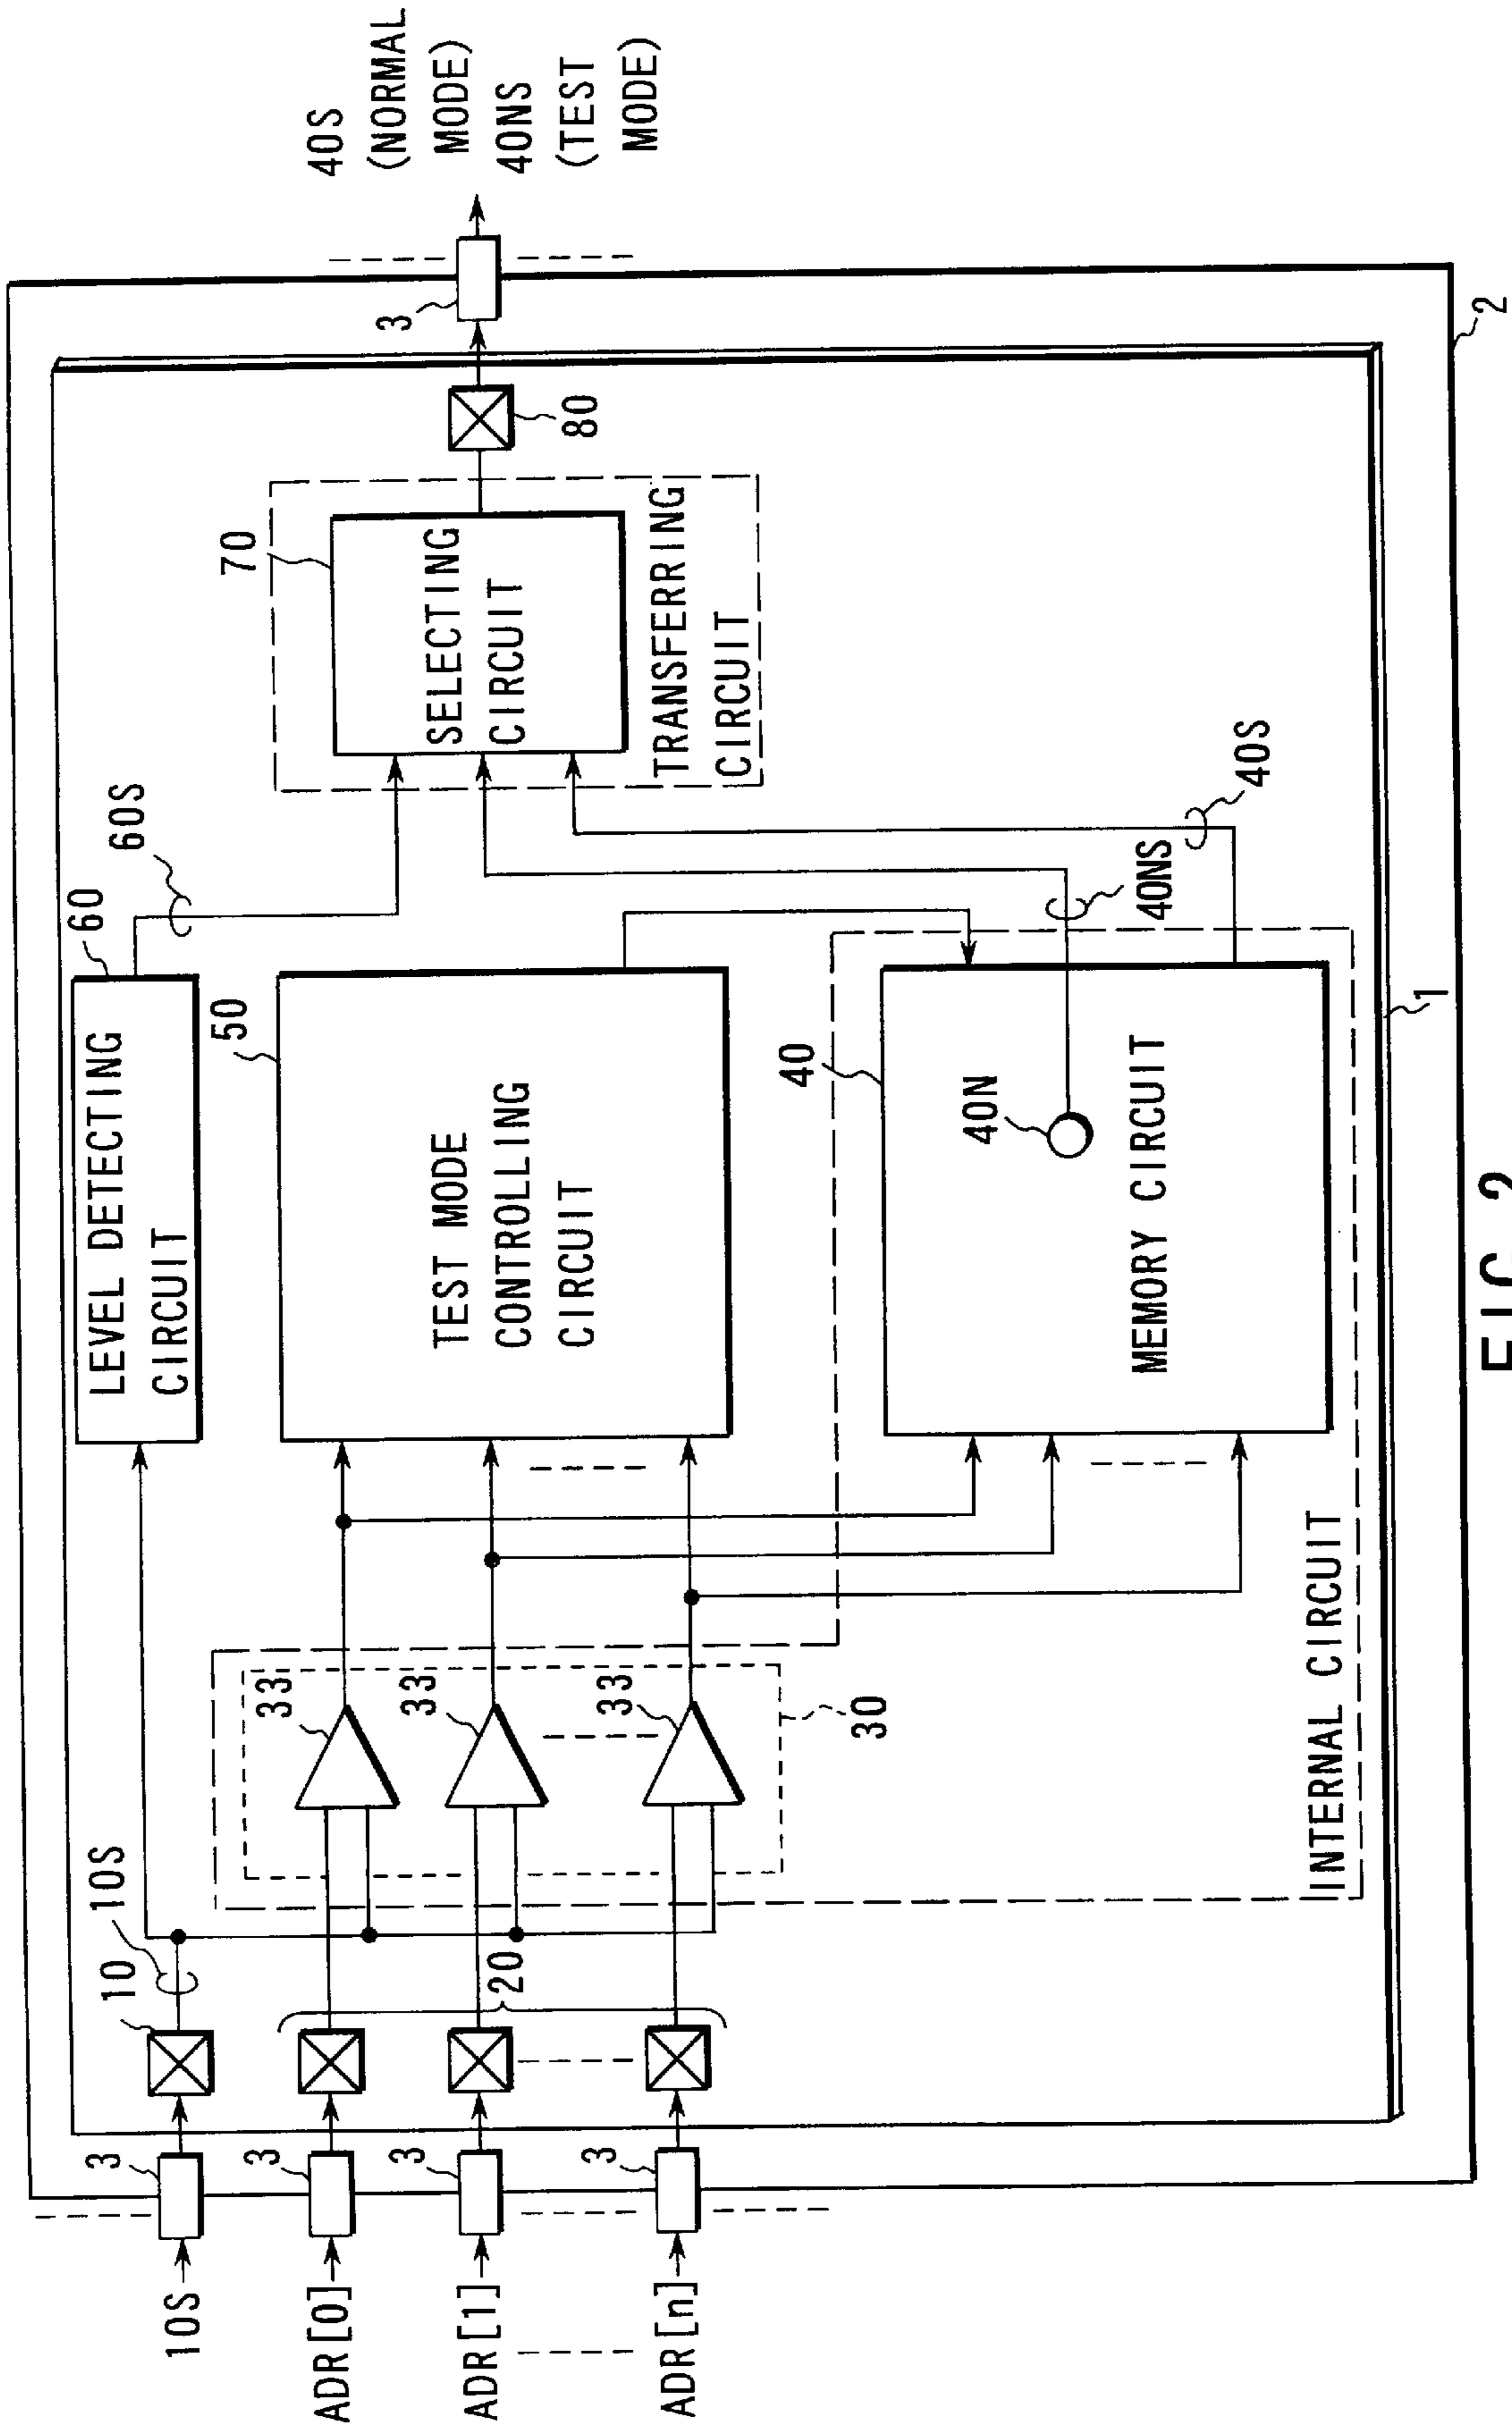 10S
ADR[0]
ADR[1]
ADR[n]
3
3
3
3
10
10S
20
33
33
33
30
INTERNAL CIRCUIT
LEVEL DETECTING
CIRCUIT
60
60S
50
TEST MODE
CONTROLLING
CIRCUIT
40
40N
MEMORY CIRCUIT
40NS
40S
70
SELECTING
CIRCUIT
TRANSFERRING
CIRCUIT
80
3
40S
(NORMAL
MODE)
40NS
(TEST
MODE)
1
2